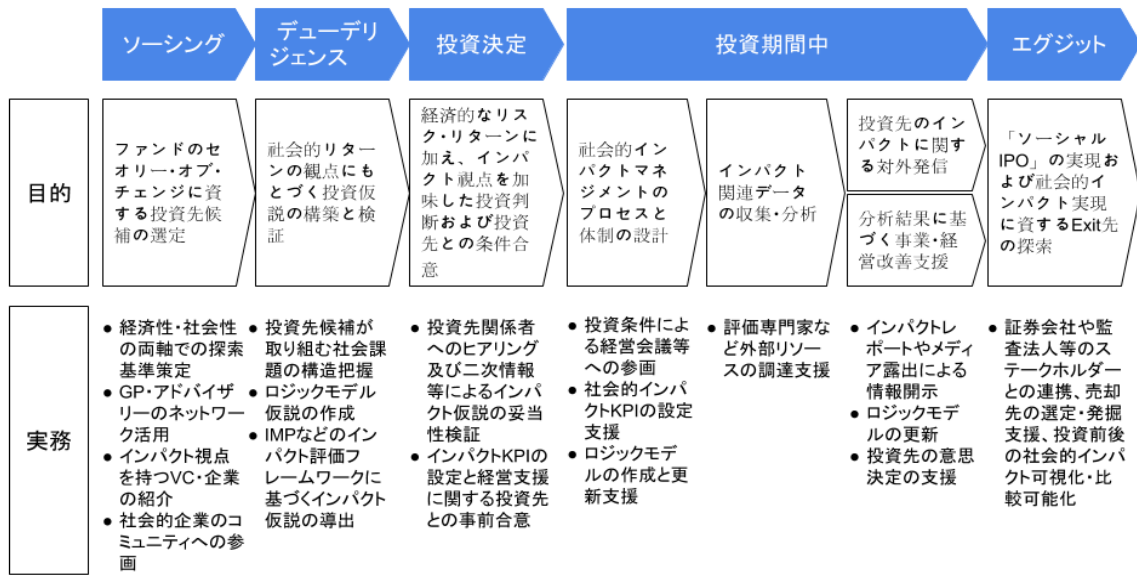 ソーシング
デューデリ
ジェンス
投資決定
投資期間中
エグジット
目的
ファンドのセ
オリー・オブ・
チェンジに資
する投資先候
補の選定
社会的リター
ンの観点にも
とづく投資仮
説の構築と検
証
経済的なリス
ク・リターンに
加え、インパ
クト視点を加
味した投資判
断および投資
先との条件合
意
社会的インパ
クトマネジ
メントの
プロセスと
体制の設計
インパクト
関連データ
の収集・分析
投資先のインパ
クトに関する
対外発信
分析結果に基
づく事業・経
営改善支援
「ソーシャル
IPO」の実現お
よび社会的イ
ンパクト実現
に資するExit先
の探索
実務
● 経済性・社会性
の両軸での探索
基準策定
● GP・アドバイザ
リーのネットワー
ク活用
● インパクト視点
を持つVC・企業
の紹介
● 社会的企業のコ
ミュニティへの参
画
● 投資先候補が
取り組む社会課
題の構造把握
● ロジックモデル
仮説の作成
● IMPなどのイン
パクト評価フ
レームワークに
基づくインパクト
仮説の導出
● 投資先関係者
へのヒアリング
及び二次情報
等によるインパ
クト仮説の妥当
性検証
● インパクトKPIの
設定と経営支援
に関する投資先
との事前合意
● 投資条件によ
る経営会議等
への参画
● 社会的インパ
クトKPIの設定
支援
● ロジックモデ
ルの作成と更
新支援
● 評価専門家な
ど外部リソー
スの調達支援
● インパクトレ
ポートやメディ
ア露出による
情報開示
● ロジックモデ
ルの更新
● 投資先の意思
決定の支援
● 証券会社や監
査法人等のス
テークホルダー
との連携、売却
先の選定・発掘
支援、投資前後
の社会的インパ
クト可視化・比
較可能化